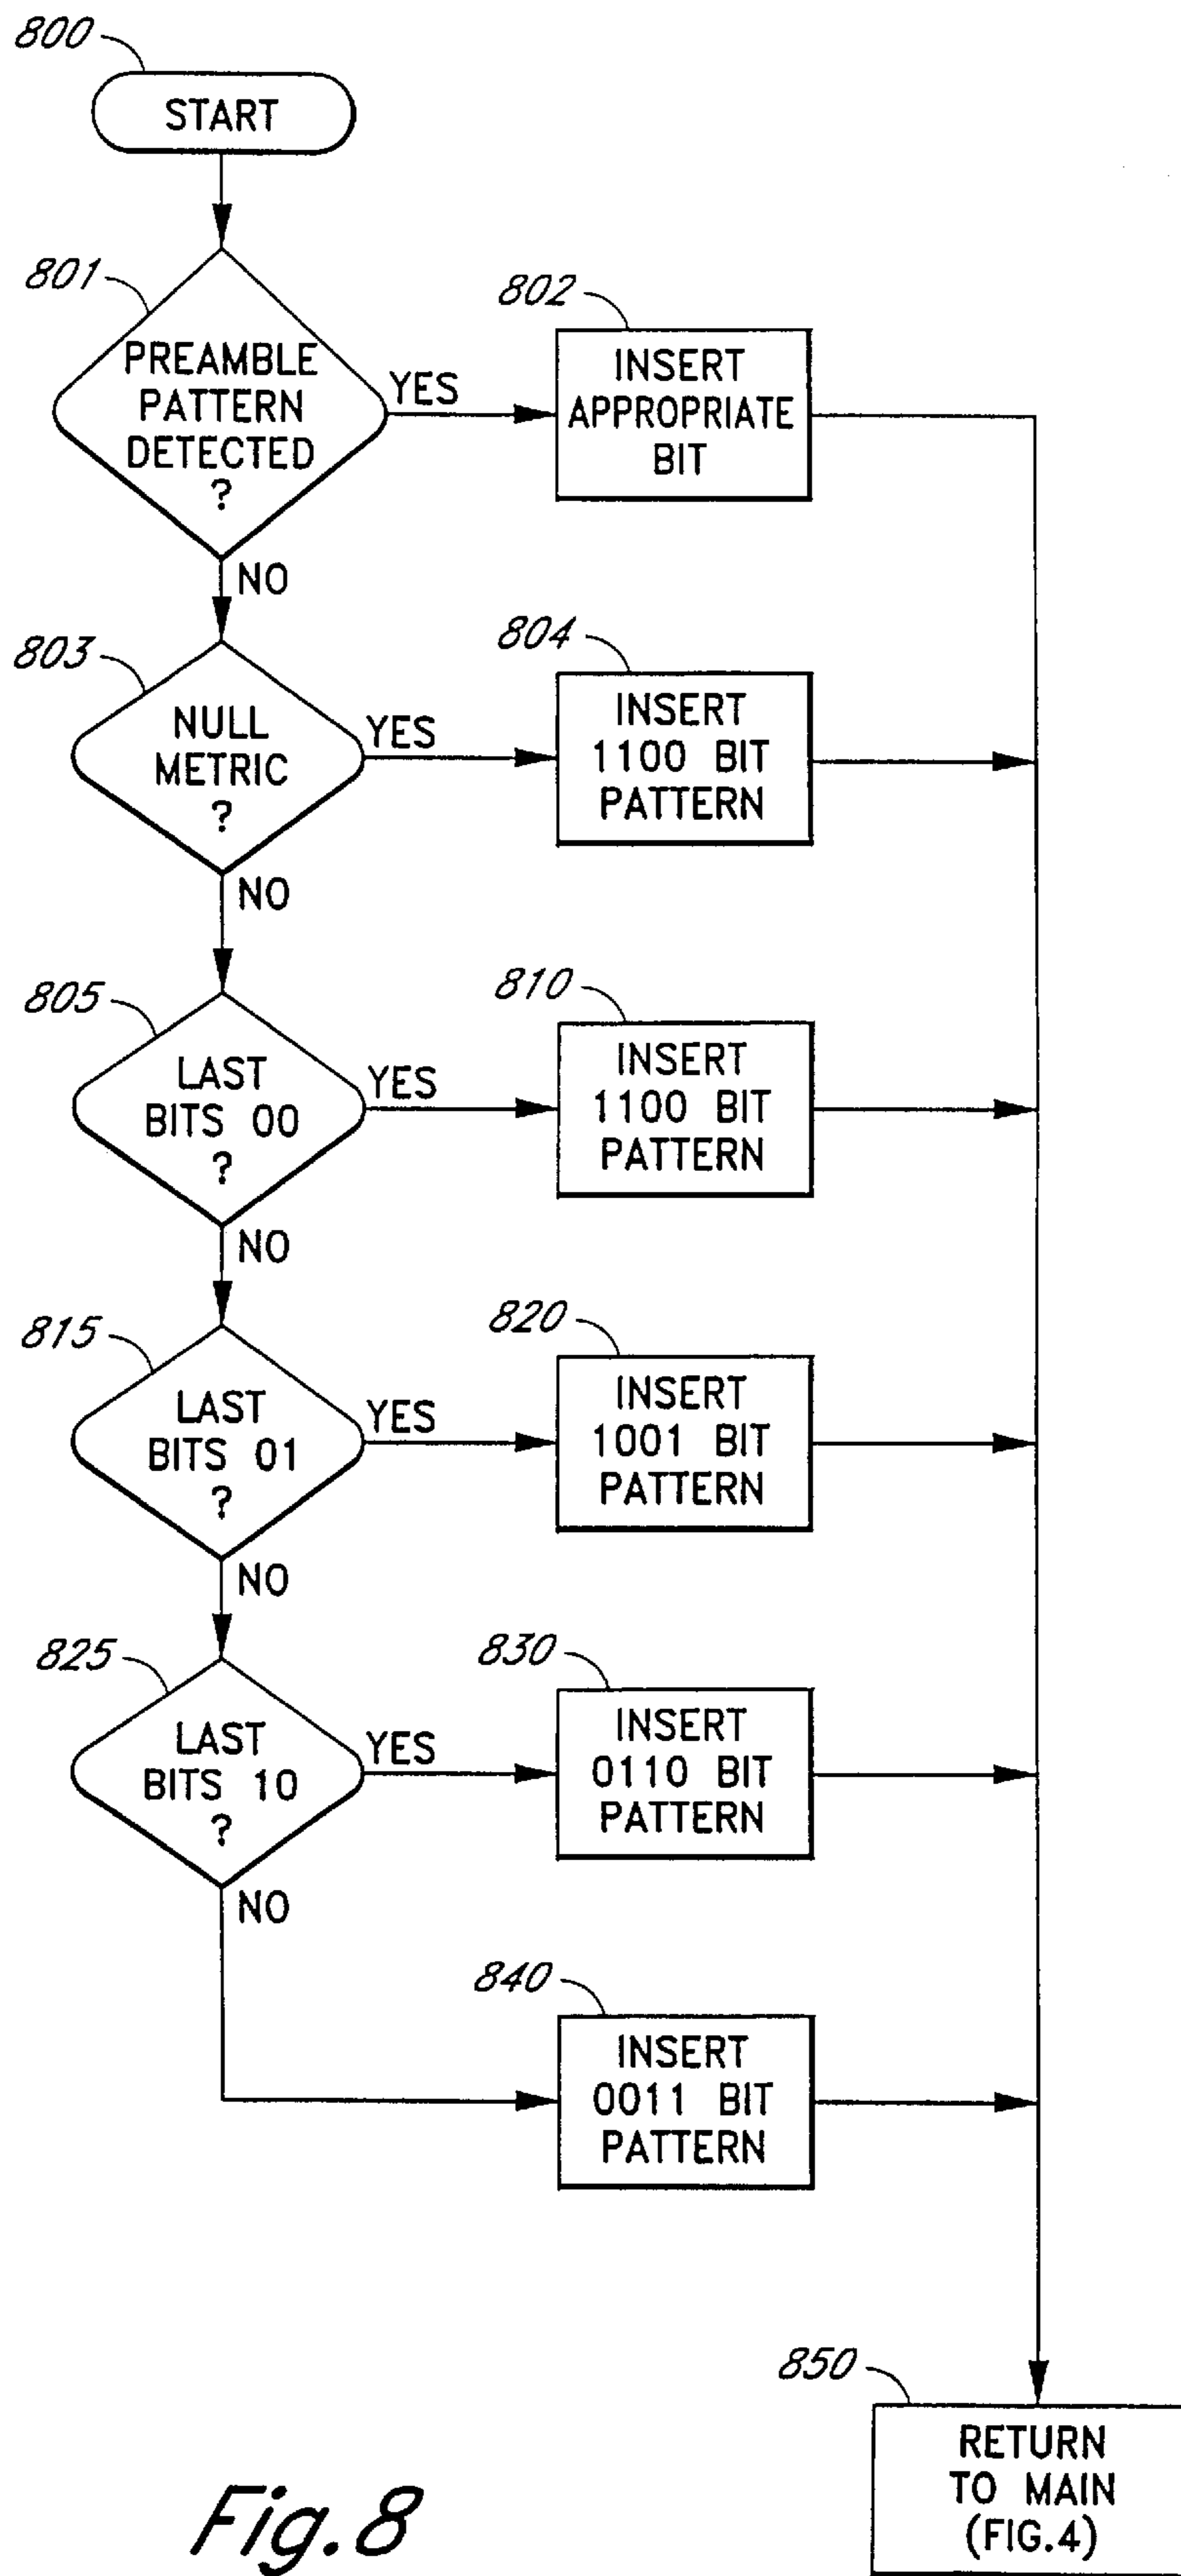 800
START
801
PREAMBLE
PATTERN
DETECTED
?
YES
802
INSERT
APPROPRIATE
BIT
NO
803
NULL
METRIC
?
YES
804
INSERT
1100 BIT
PATTERN
NO
805
LAST
BITS 00
?
YES
810
INSERT
1100 BIT
PATTERN
NO
815
LAST
BITS 01
?
YES
820
INSERT
1001 BIT
PATTERN
NO
825
LAST
BITS 10
?
YES
830
INSERT
0110 BIT
PATTERN
NO
840
INSERT
0011 BIT
PATTERN
850
RETURN
TO MAIN
(FIG.4)
Fig.8